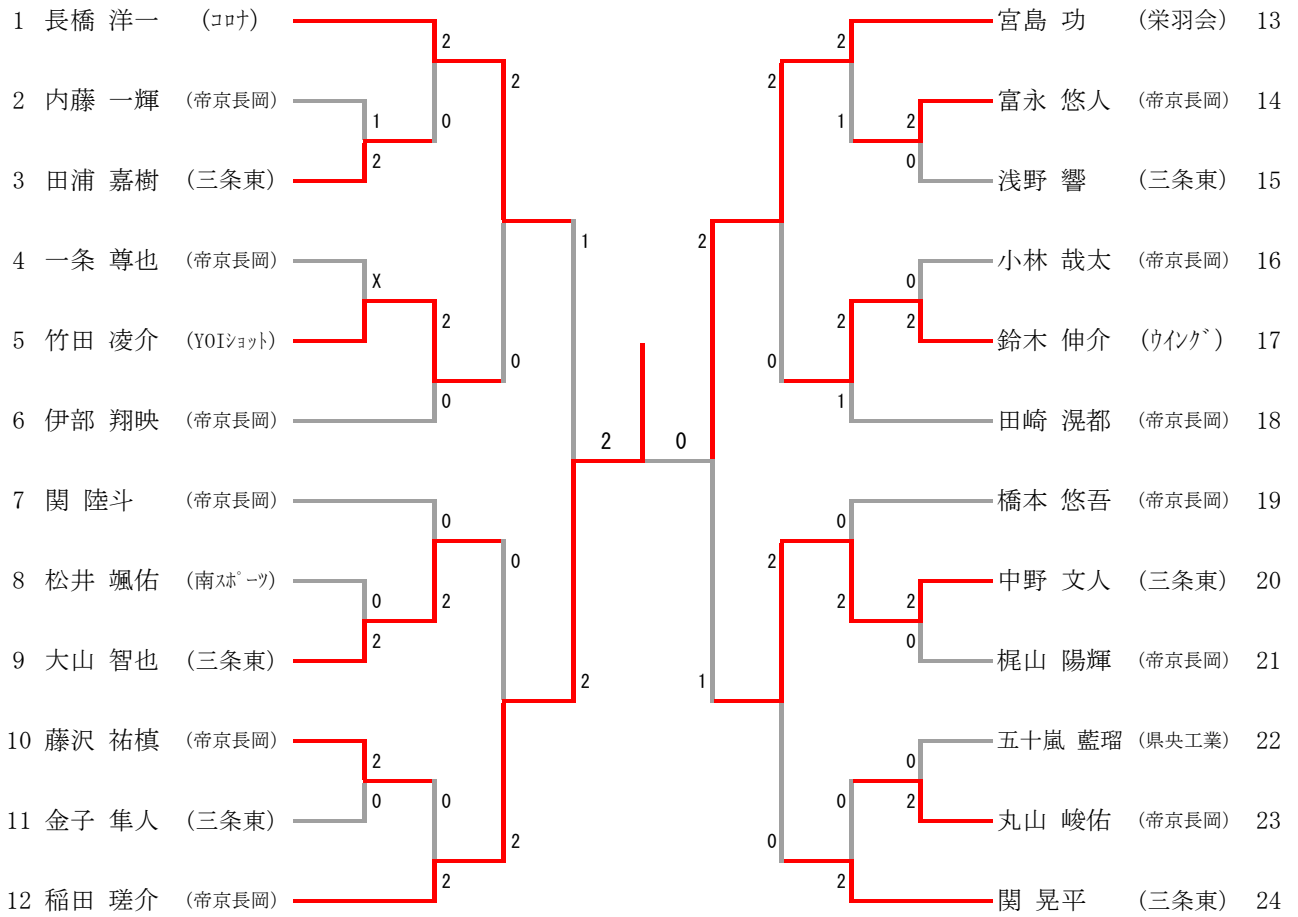 1 長橋 洋一 (ｺﾛﾅ)
2
2
2 内藤 一輝 (帝京長岡)
1
0
2
3 田浦 嘉樹 (三条東)
1
4 一条 尊也 (帝京長岡)
X
2
5 竹田 凌介 (YOIｼｮｯﾄ)
0
0
6 伊部 翔映 (帝京長岡)
2 0
7 関 陸斗 (帝京長岡)
0
0
8 松井 颯佑 (南ｽﾎﾟｰﾂ)
0
2
2
9 大山 智也 (三条東)
2
10 藤沢 祐槙 (帝京長岡)
2
0
0
11 金子 隼人 (三条東)
2
2
12 稲田 瑳介 (帝京長岡)
宮島 功 (栄羽会) 13
2
2
富永 悠人 (帝京長岡) 14
1
2
0
浅野 響 (三条東) 15
2
小林 哉太 (帝京長岡) 16
0
2
2
鈴木 伸介 (ｳｲﾝｸﾞ) 17
0
1
田崎 滉都 (帝京長岡) 18
橋本 悠吾 (帝京長岡) 19
0
2
中野 文人 (三条東) 20
2
2
0
梶山 陽輝 (帝京長岡) 21
1
五十嵐 藍瑠 (県央工業) 22
0
0
2
丸山 峻佑 (帝京長岡) 23
0
2
関 晃平 (三条東) 24